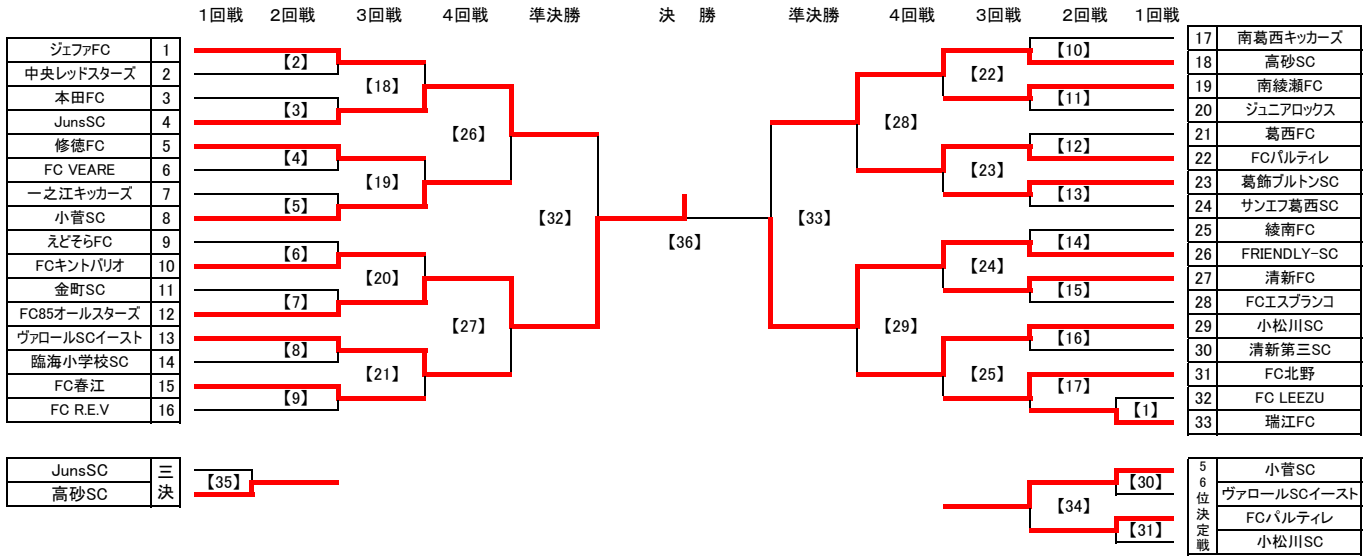 1回戦 2回戦 3回戦 4回戦 準決勝 決 勝 準決勝 4回戦 3回戦 2回戦 1回戦
ジェファFC 1
中央レッドスターズ 2
本田FC 3
JunsSC 4
修徳FC 5
FC VEARE 6
一之江キッカーズ 7
小菅SC 8
えどそらFC 9
FCキントバリオ 10
金町SC 11
FC85オールスターズ 12
ヴァロールSCイースト 13
臨海小学校SC 14
FC春江 15
FC R.E.V 16
【2】
【3】
【4】
【5】
【6】
【7】
【8】
【9】
【18】
【19】
【20】
【21】
【26】
【27】
【32】
【36】
【33】
【28】
【29】
【22】
【23】
【24】
【25】
【10】
【11】
【12】
【13】
【14】
【15】
【16】
【17】
【1】
17 南葛西キッカーズ
18 高砂SC
19 南綾瀬FC
20 ジュニアロックス
21 葛西FC
22 FCパルティレ
23 葛飾ブルトンSC
24 サンエフ葛西SC
25 綾南FC
26 FRIENDLY-SC
27 清新FC
28 FCエスブランコ
29 小松川SC
30 清新第三SC
31 FC北野
32 FC LEEZU
33 瑞江FC
JunsSC
高砂SC
三決
【35】
【34】
【30】
【31】
56位決定戦
小菅SC
ヴァロールSCイースト
FCパルティレ
小松川SC